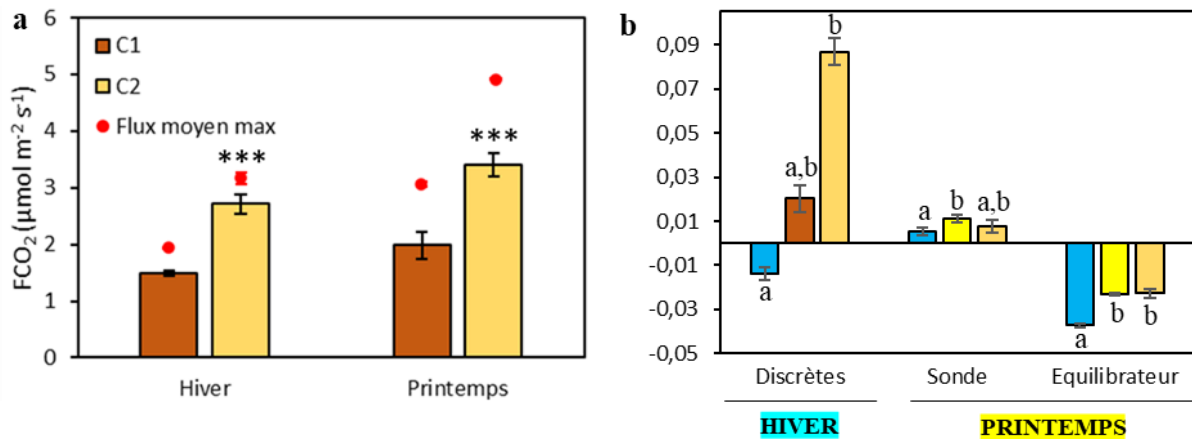 a
6
5
4
3
2
1
0
FCO₂ (µmol m⁻² s⁻¹)
C1
C2
Flux moyen max
***
***
Hiver
Printemps
b
0,09
0,07
0,05
0,03
0,01
-0,01
-0,03
-0,05
a
a,b
b
a
b
a,b
a
b
b
Discrètes
Sonde
Equilibrateur
HIVER
PRINTEMPS